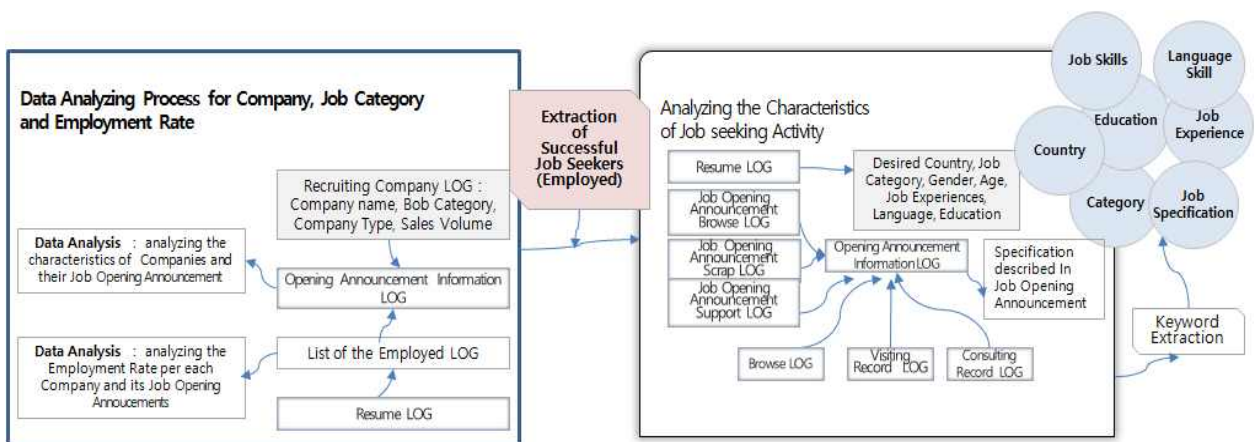 Data Analyzing Process for Company, Job Category
and Employment Rate
Recruiting Company LOG :
Company name, Bob Category,
Company Type, Sales Volume
Data Analysis : analyzing the
characteristics of Companies and
their Job Opening Announcement
Opening Announcement Information
LOG
Data Analysis : analyzing the
Employment Rate per each
Company and its Job Opening
Annoucements
List of the Employed LOG
Resume LOG
Extraction
of
Successful
Job Seekers
(Employed)
Analyzing the Characteristics
of Job seeking Activity
Resume LOG
Job Opening
Announcement
Browse LOG
Job Opening
Announcement
Scrap LOG
Job Opening
Announcement
Support LOG
Desired Country, Job
Category, Gender, Age,
Job Experiences,
Language, Education
Opening Announcement
Information LOG
Specification
described In
Job Opening
Announcement
Browse LOG
Visiting
Record LOG
Consulting
Record LOG
Job Skills
Language
Skill
Education
Job
Experience
Country
Category
Job
Specification
Keyword
Extraction